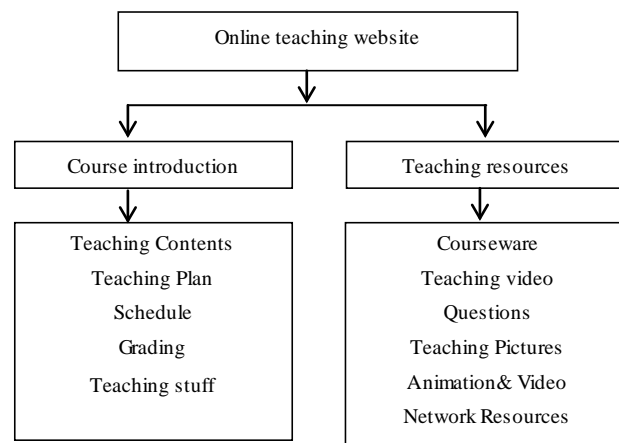 Online teaching website
Course introduction
Teaching resources
Teaching Contents
Teaching Plan
Schedule
Grading
Teaching stuff
Courseware
Teaching video
Questions
Teaching Pictures
Animation& Video
Network Resources